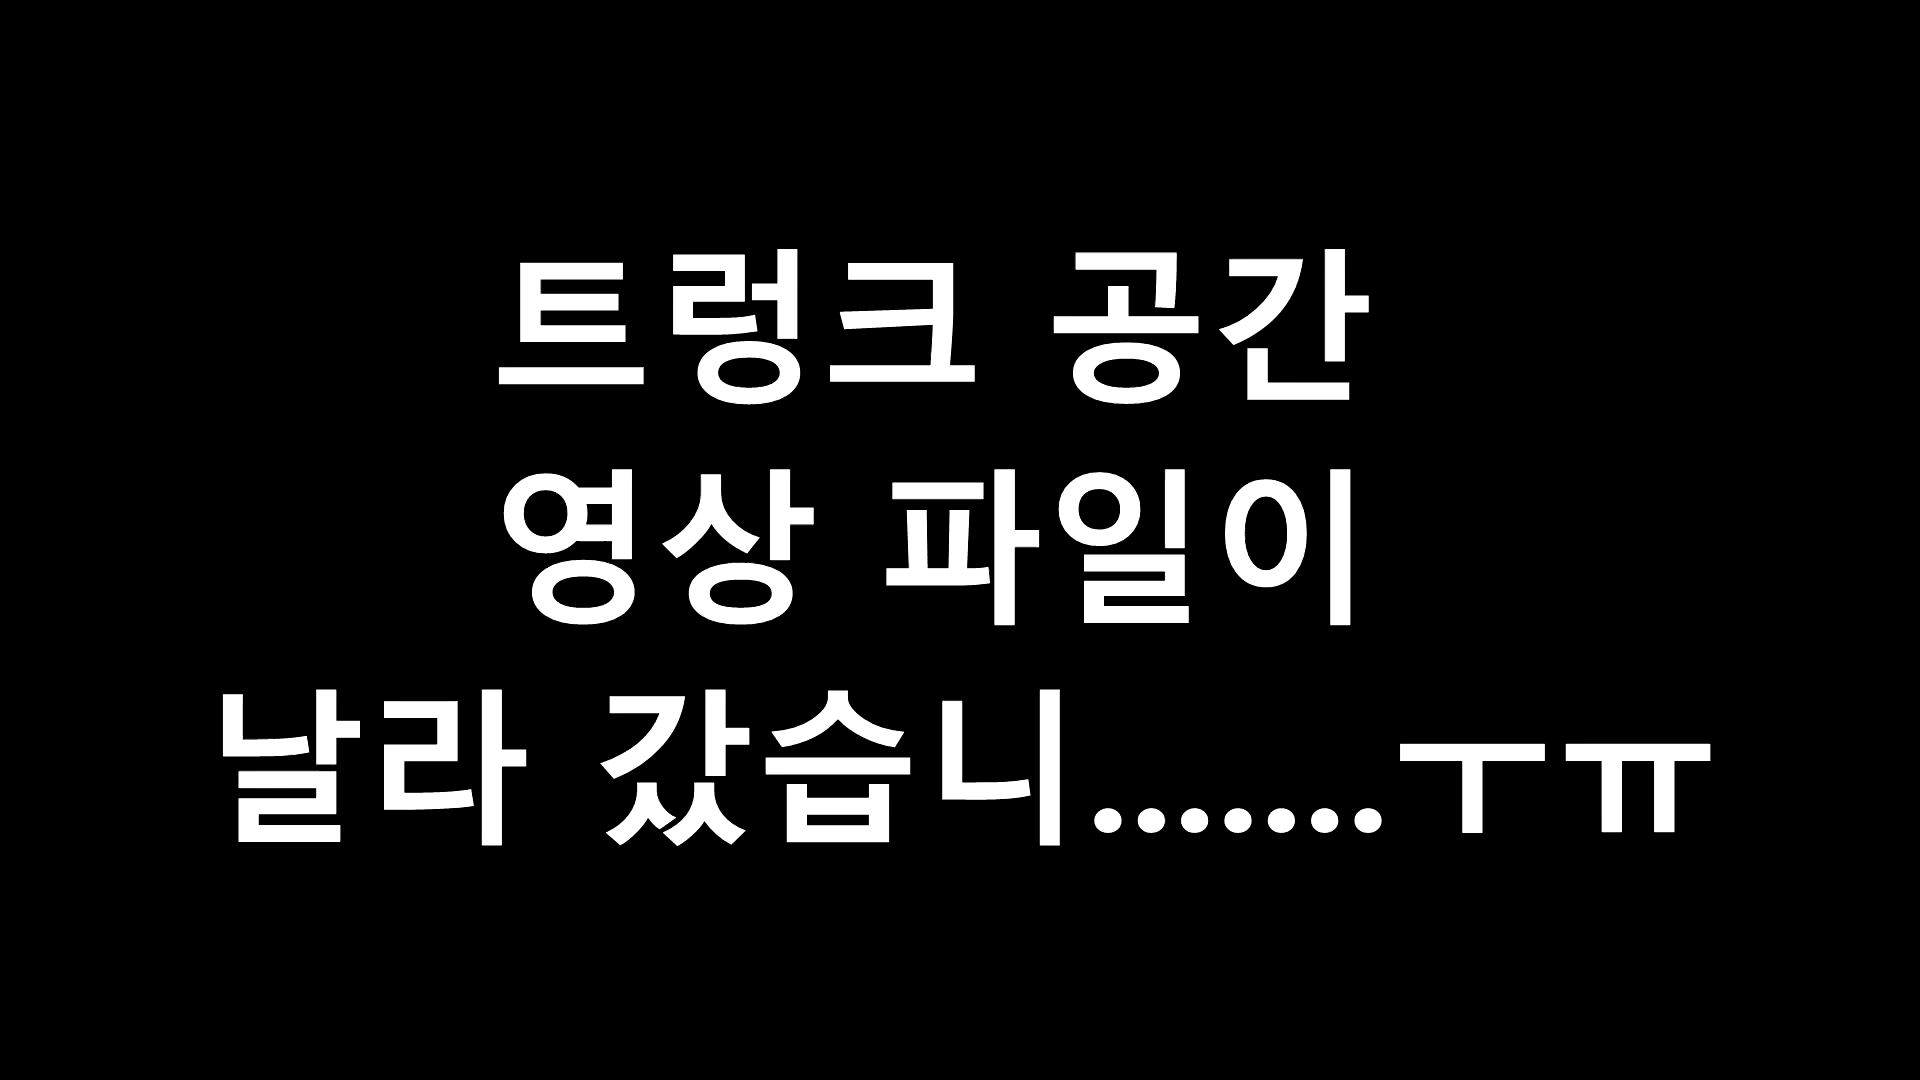 트렁크 공간
영상 파일이
날라 갔습니.......ㅜㅠ